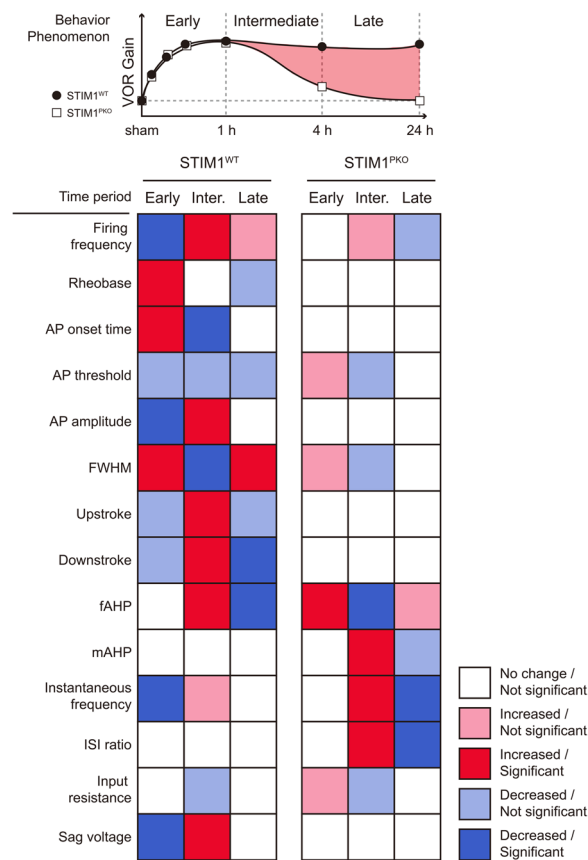 Behavior
Phenomenon
Early
Intermediate
Late
VOR Gain
STIM1WT
STIM1PKO
sham
1 h
4 h
24 h
STIM1WT
STIM1PKO
Time period
Early
Inter.
Late
Early
Inter.
Late
Firing
frequency
Rheobase
AP onset time
AP threshold
AP amplitude
FWHM
Upstroke
Downstroke
fAHP
mAHP
Instantaneous
frequency
ISI ratio
Input
resistance
Sag voltage
No change /
Not significant
Increased /
Not significant
Increased /
Significant
Decreased /
Not significant
Decreased /
Significant